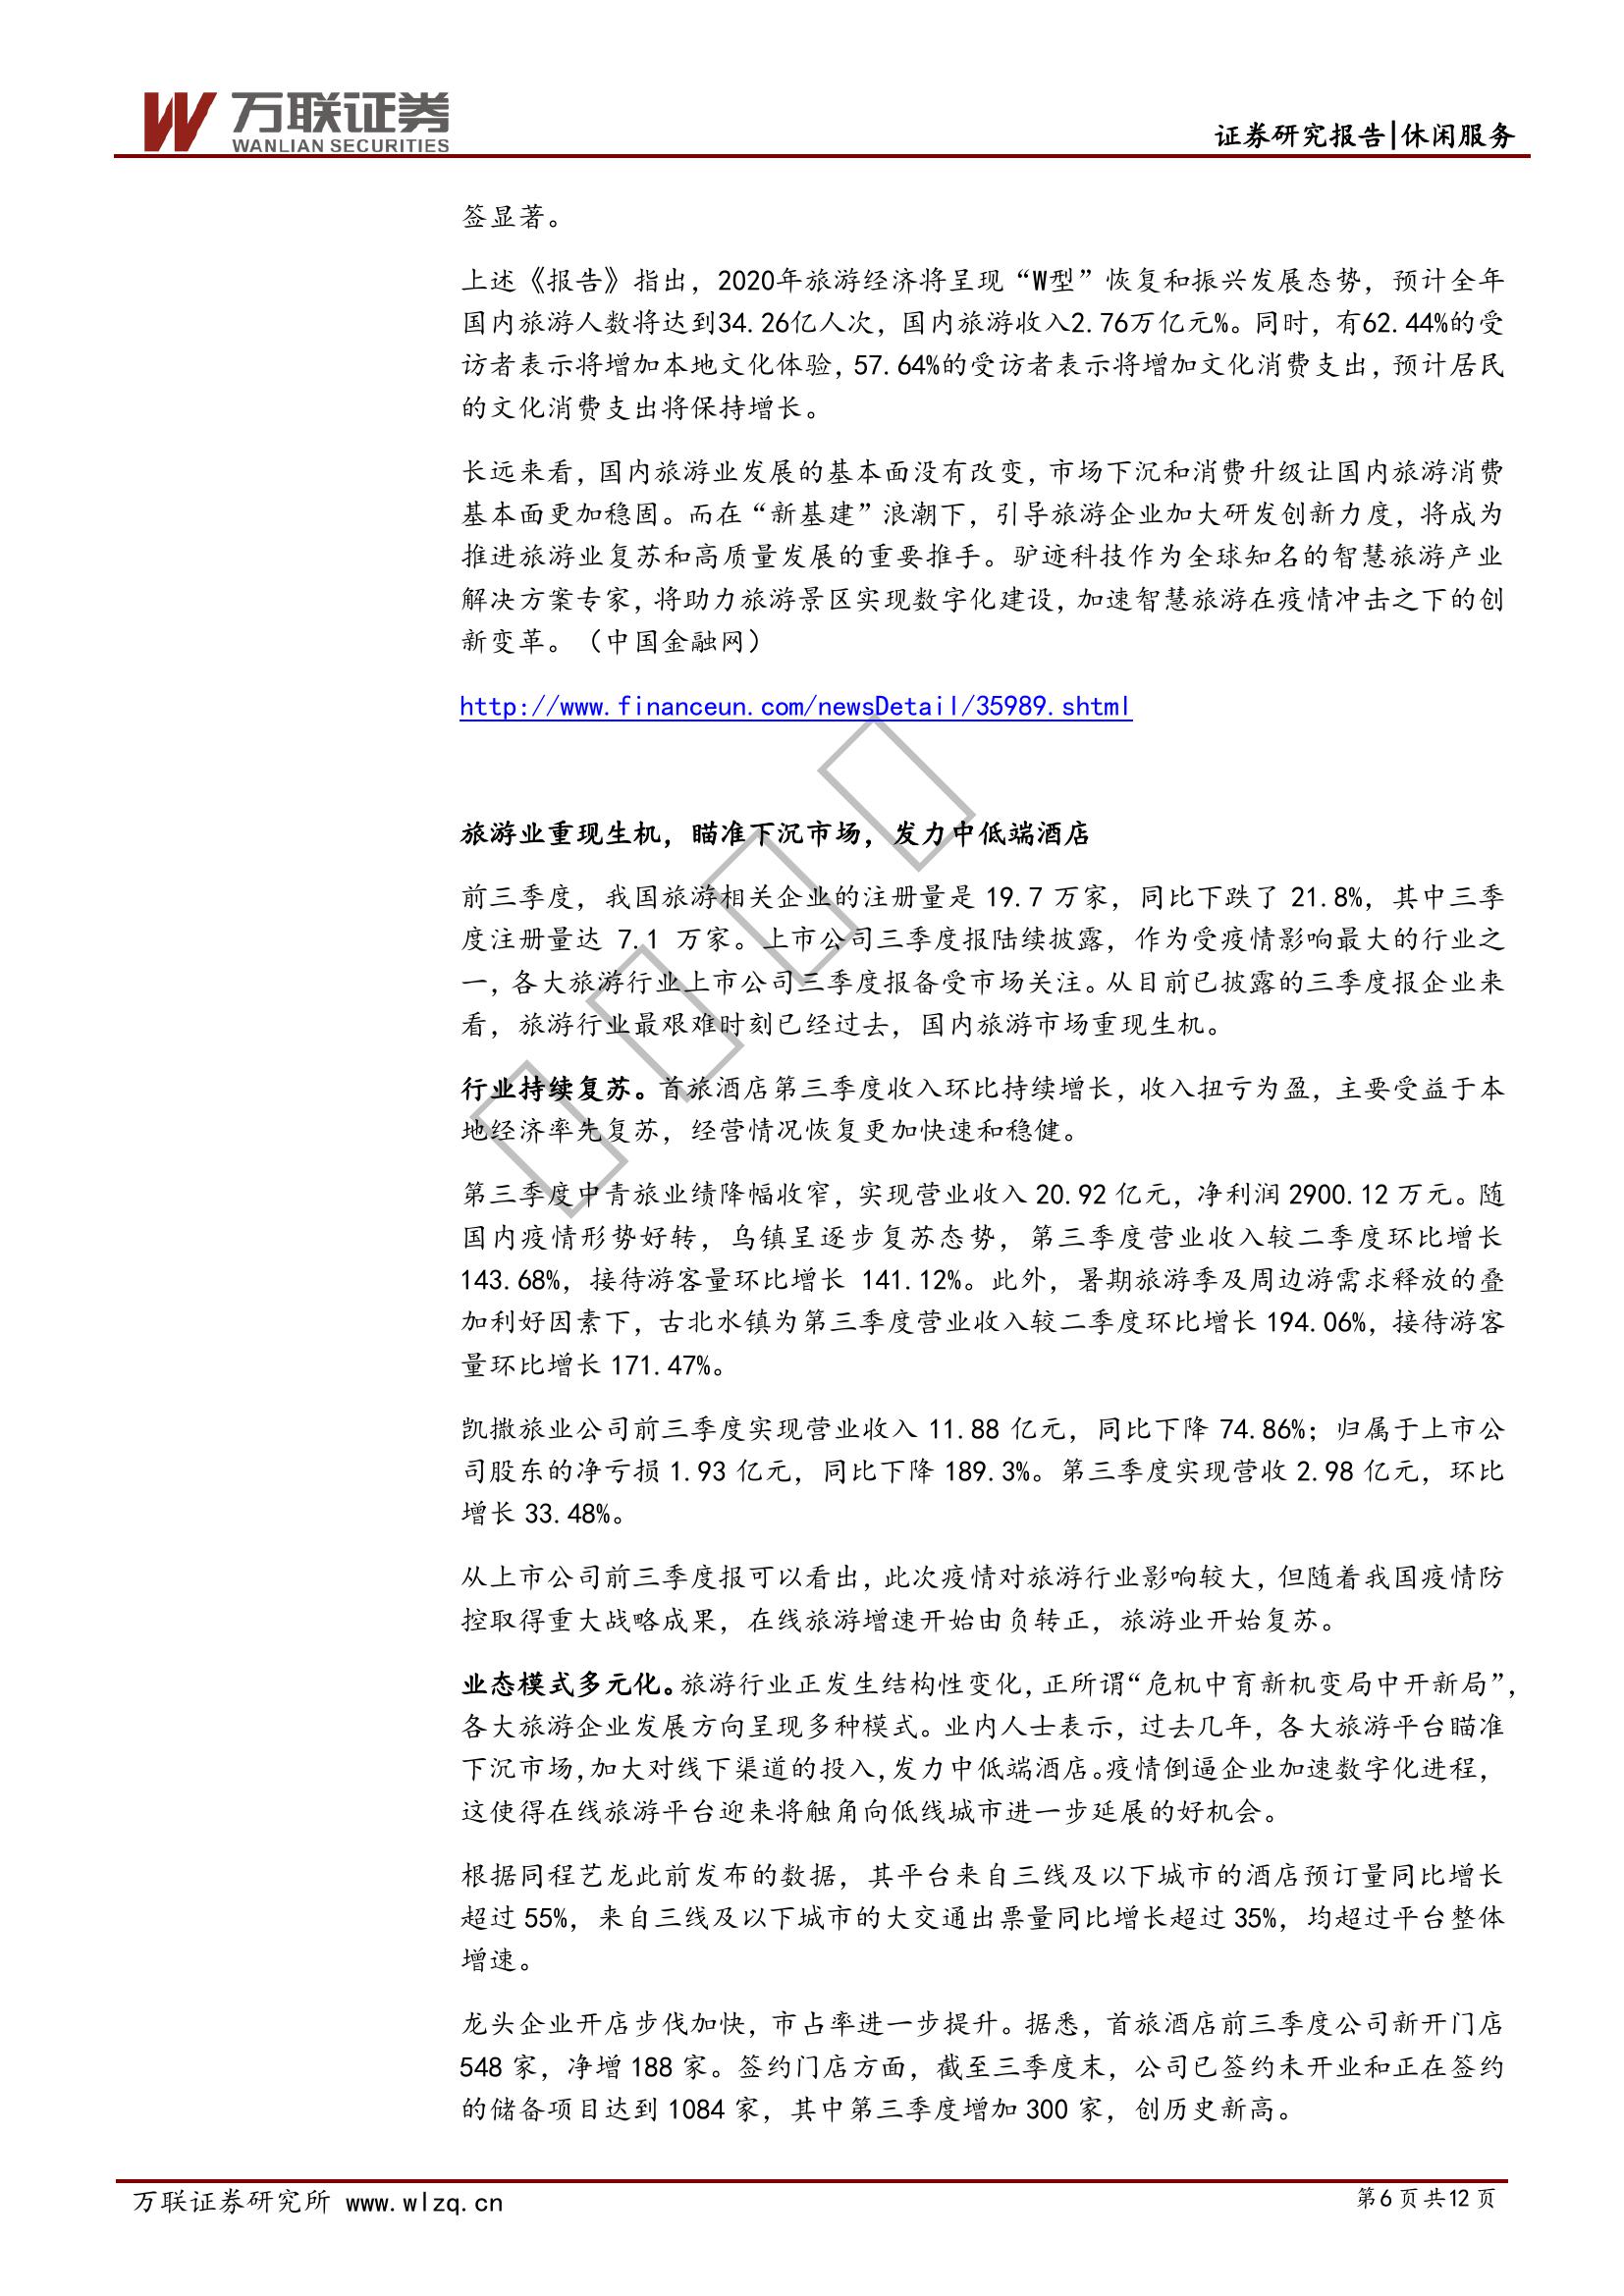 万联证券
WANLIAN SECURITIES
证券研究报告|休闲服务
签显著。
上述《报告》指出，2020年旅游经济将呈现“W型”恢复和振兴发展态势，预计全年
国内旅游人数将达到34.26亿人次，国内旅游收入2.76万亿元%。同时，有62.44%的受
访者表示将增加本地文化体验，57.64%的受访者表示将增加文化消费支出，预计居民
的文化消费支出将保持增长。
长远来看，国内旅游业发展的基本面没有改变，市场下沉和消费升级让国内旅游消费
基本面更加稳固。而在“新基建”浪潮下，引导旅游企业加大研发创新力度，将成为
推进旅游业复苏和高质量发展的重要推手。驴迹科技作为全球知名的智慧旅游产业
解决方案专家，将助力旅游景区实现数字化建设，加速智慧旅游在疫情冲击之下的创
新变革。（中国金融网）
http://www.financeun.com/newsDetail/35989.shtml
旅游业重现生机，瞄准下沉市场，发力中低端酒店
前三季度，我国旅游相关企业的注册量是 19.7 万家，同比下跌了 21.8%，其中三季
度注册量达 7.1 万家。上市公司三季度报陆续披露，作为受疫情影响最大的行业之
一，各大旅游行业上市公司三季度报备受市场关注。从目前已披露的三季度报企业来
看，旅游行业最艰难时刻已经过去，国内旅游市场重现生机。
行业持续复苏。首旅酒店第三季度收入环比持续增长，收入扭亏为盈，主要受益于本
地经济率先复苏，经营情况恢复更加快速和稳健。
第三季度中青旅业绩降幅收窄，实现营业收入 20.92 亿元，净利润 2900.12 万元。随
国内疫情形势好转，乌镇呈逐步复苏态势，第三季度营业收入较二季度环比增长
143.68%，接待游客量环比增长 141.12%。此外，暑期旅游季及周边游需求释放的叠
加利好因素下，古北水镇为第三季度营业收入较二季度环比增长 194.06%，接待游客
量环比增长 171.47%。
凯撒旅业公司前三季度实现营业收入 11.88 亿元，同比下降 74.86%；归属于上市公
司股东的净亏损 1.93 亿元，同比下降 189.3%。第三季度实现营收 2.98 亿元，环比
增长 33.48%。
从上市公司前三季度报可以看出，此次疫情对旅游行业影响较大，但随着我国疫情防
控取得重大战略成果，在线旅游增速开始由负转正，旅游业开始复苏。
业态模式多元化。旅游行业正发生结构性变化，正所谓“危机中育新机变局中开新局”，
各大旅游企业发展方向呈现多种模式。业内人士表示，过去几年，各大旅游平台瞄准
下沉市场，加大对线下渠道的投入，发力中低端酒店。疫情倒逼企业加速数字化进程，
这使得在线旅游平台迎来将触角向低线城市进一步延展的好机会。
根据同程艺龙此前发布的数据，其平台来自三线及以下城市的酒店预订量同比增长
超过 55%，来自三线及以下城市的大交通出票量同比增长超过 35%，均超过平台整体
增速。
龙头企业开店步伐加快，市占率进一步提升。据悉，首旅酒店前三季度公司新开门店
548 家，净增 188 家。签约门店方面，截至三季度末，公司已签约未开业和正在签约
的储备项目达到 1084 家，其中第三季度增加 300 家，创历史新高。
万联证券研究所 www.wlzq.cn
第6页共12页